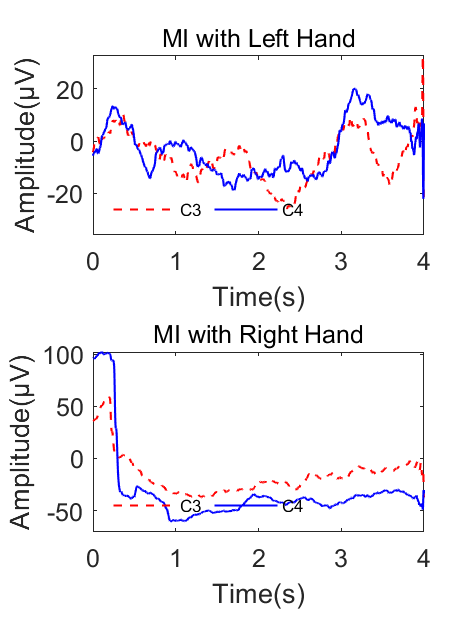 MI with Left Hand
Amplitude(μV)
20
0
-20
C3 C4
0 1 2 3 4
Time(s)
MI with Right Hand
Amplitude(μV)
100
50
0
-50
C3 C4
0 1 2 3 4
Time(s)